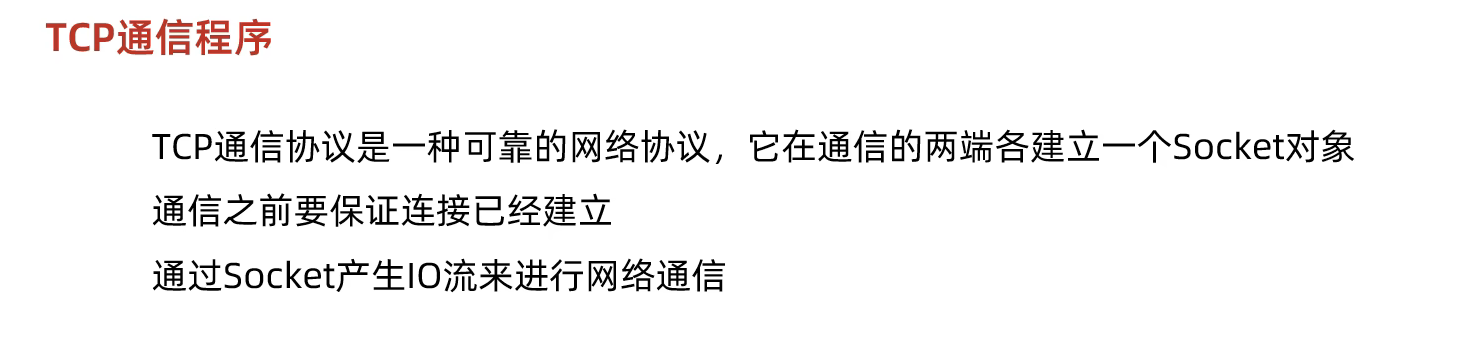 TCP通信程序
TCP通信协议是一种可靠的网络协议，它在通信的两端各建立一个Socket对象
通信之前要保证连接已经建立
通过Socket产生IO流来进行网络通信